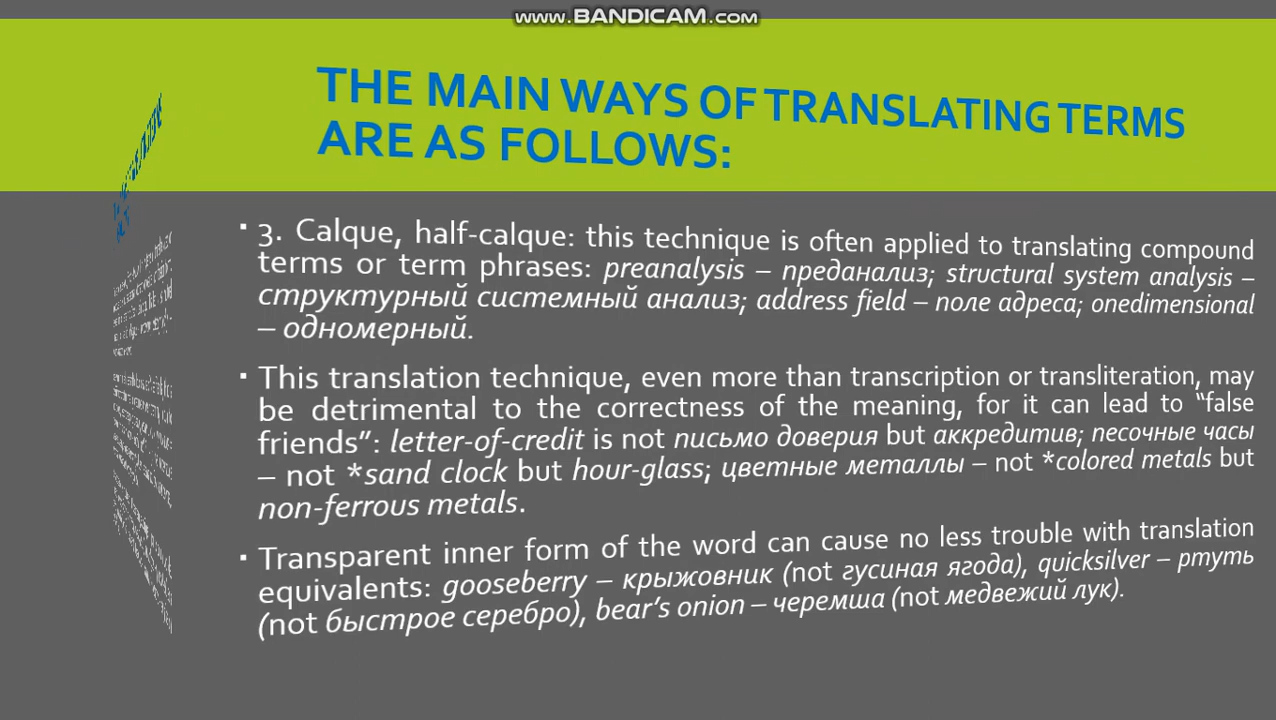 www.BANDICAM.com
THE MAIN WAYS OF TRANSLATING TERMS
ARE AS FOLLOWS:
▪ 3. Calque, half-calque: this technique is often applied to translating compound
terms or term phrases: preanalysis – преданализ; structural system analysis –
структурный системный анализ; address field – поле адреса; onedimensional
– одномерный.
▪ This translation technique, even more than transcription or transliteration, may
be detrimental to the correctness of the meaning, for it can lead to “false
friends”: letter-of-credit is not письмо доверия but аккредитив; песочные часы
– not *sand clock but hour-glass; цветные металлы – not *colored metals but
non-ferrous metals.
▪ Transparent inner form of the word can cause no less trouble with translation
equivalents: gooseberry – крыжовник (not гусиная ягода), quicksilver – ртуть
(not быстрое серебро), bear’s onion – черемша (not медвежий лук).